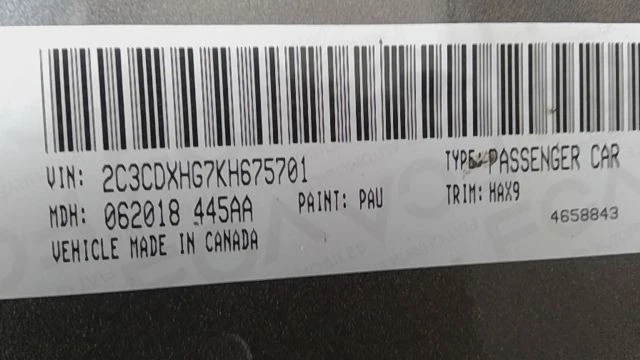 VIN: 2C3CDXHG7KH675701
TYPE: PASSENGER CAR
MDH: 062018 445AA
PAINT: PAU
TRIM: HAX9
VEHICLE MADE IN CANADA
4658843